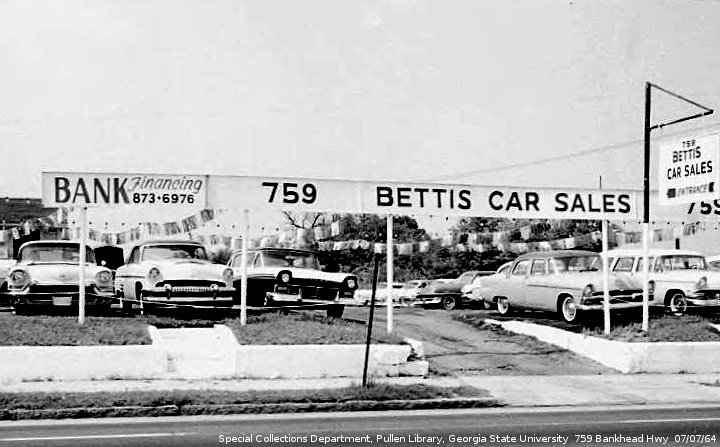 BANK Financing
873-6976
759 BETTIS CAR SALES
759
BETTIS
CAR SALES
ENTRANCE
759
Special Collections Department, Pullen Library, Georgia State University 759 Bankhead Hwy 07/07/64